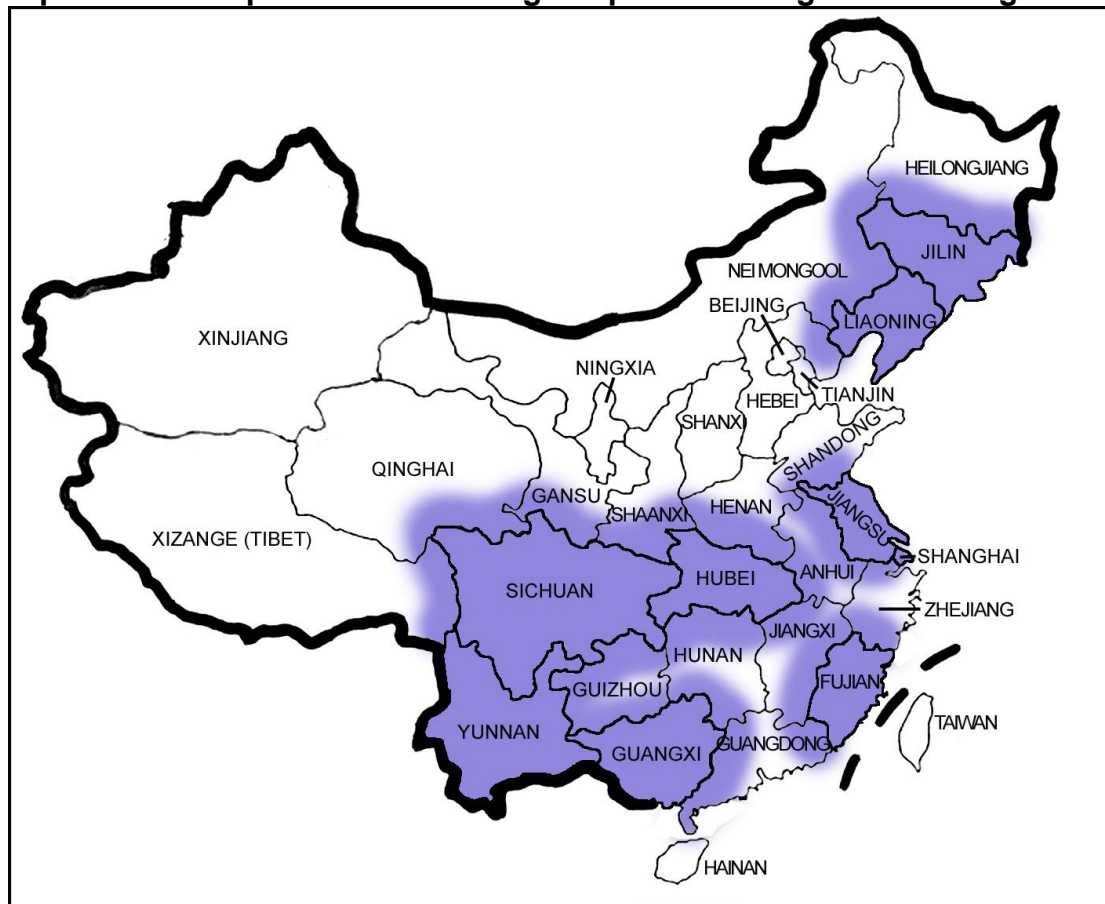 HEILONGJIANG
JILIN
NEI MONGOOL
BEIJING
LIAONING
XINJIANG
NINGXIA
TIANJIN
HEBEI
SHANXI
SHANDONG
QINGHAI
GANSU
SHAANXI
HENAN
JIANGSU
XIZANGE (TIBET)
SHANGHAI
ANHUI
HUBEI
SICHUAN
ZHEJIANG
JIANGXI
HUNAN
FUJIAN
GUIZHOU
TAIWAN
YUNNAN
GUANGXI
GUANGDONG
HAINAN